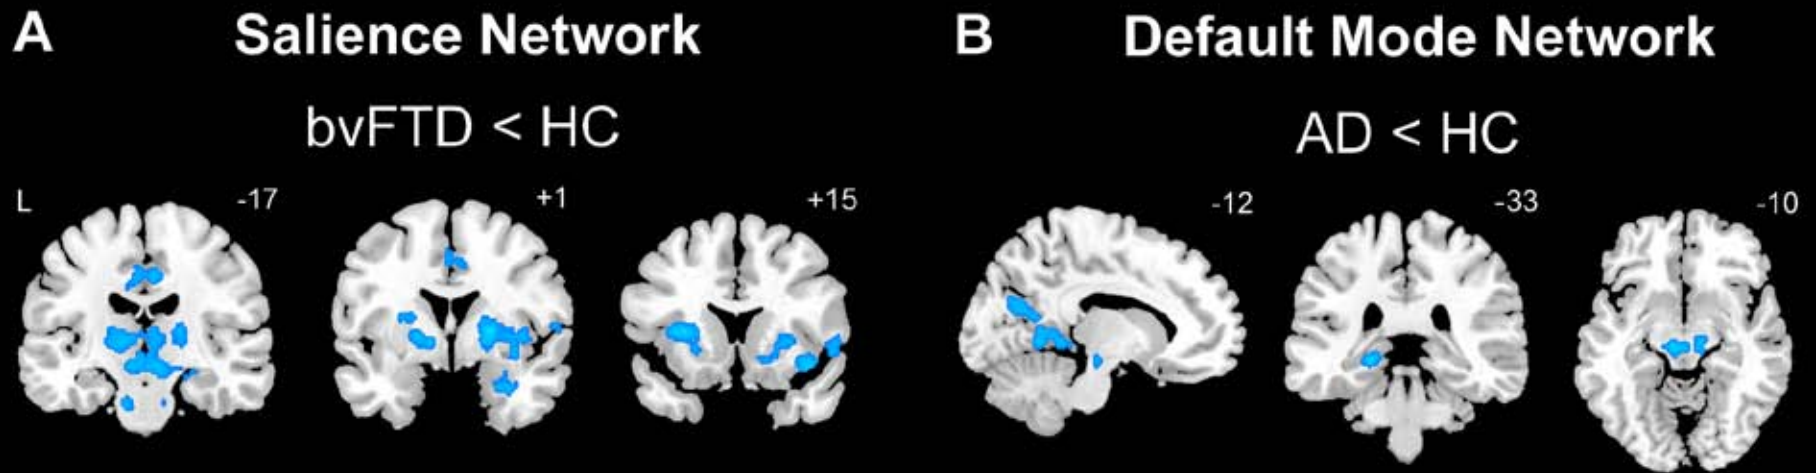 A Salience Network
bvFTD < HC
L -17 +1 +15
B Default Mode Network
AD < HC
-12 -33 -10